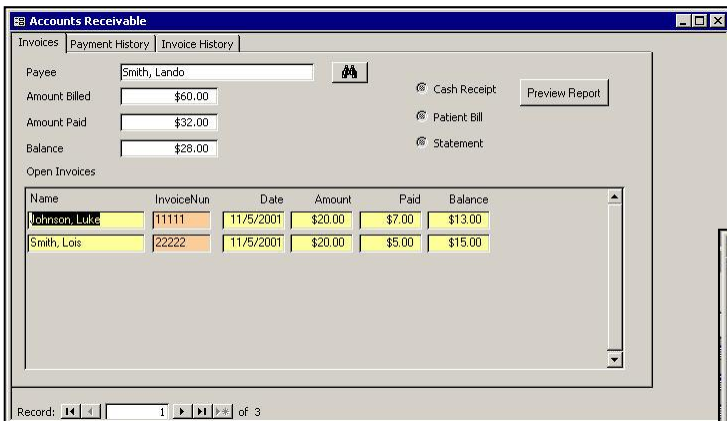 Accounts Receivable
Invoices Payment History Invoice History
Payee Smith, Lando
Amount Billed $60.00
Amount Paid $32.00
Balance $28.00
Cash Receipt
Patient Bill
Statement
Preview Report
Open Invoices
Name InvoiceNun Date Amount Paid Balance
Johnson, Luke 11111 11/5/2001 $20.00 $7.00 $13.00
Smith, Lois 22222 11/5/2001 $20.00 $5.00 $15.00
Record: 1 of 3